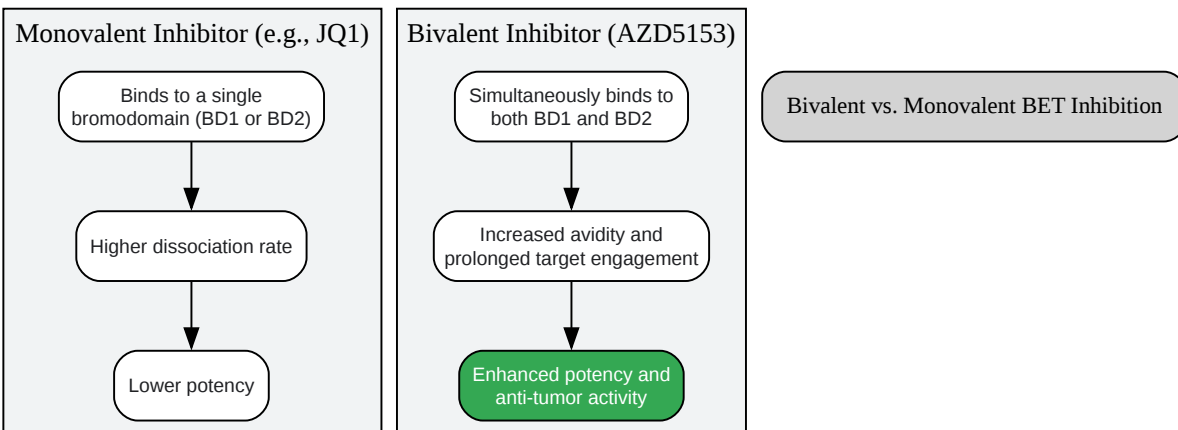 Monovalent Inhibitor (e.g., JQ1)
Binds to a single
bromodomain (BD1 or BD2)
Higher dissociation rate
Lower potency
Bivalent Inhibitor (AZD5153)
Simultaneously binds to
both BD1 and BD2
Increased avidity and
prolonged target engagement
Enhanced potency and
anti-tumor activity
Bivalent vs. Monovalent BET Inhibition